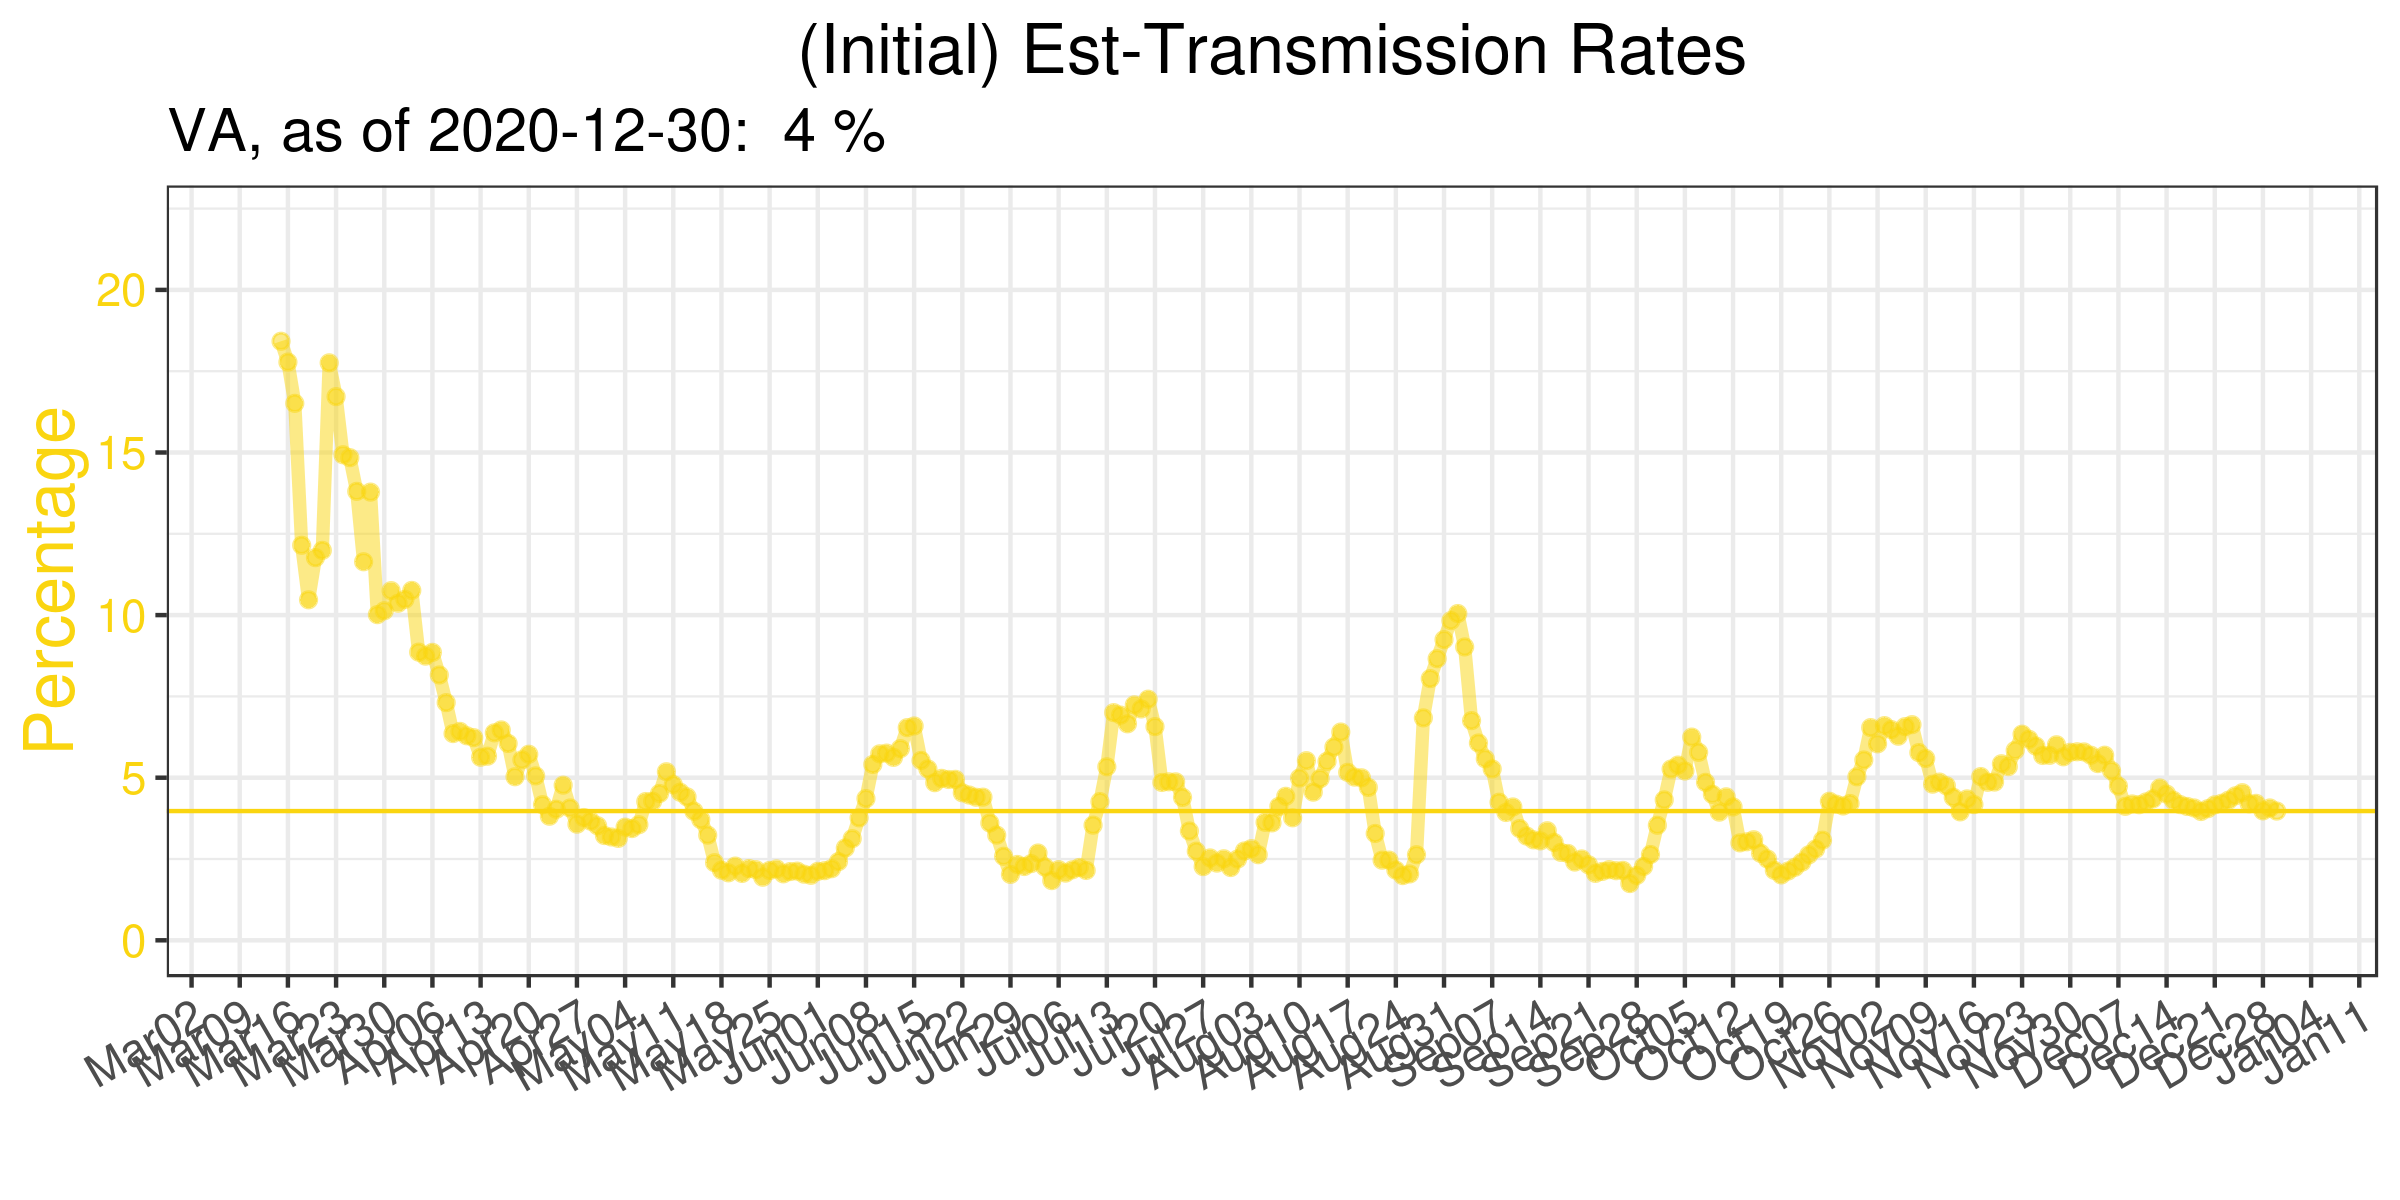 (Initial) Est-Transmission Rates
VA, as of 2020-12-30: 4 %
Percentage
20
15
10
5
0
Mar02
Mar09
Mar16
Mar23
Mar30
Apr06
Apr13
Apr20
Apr27
May04
May11
May18
May25
Jun01
Jun08
Jun15
Jun22
Jun29
Jul06
Jul13
Jul20
Jul27
Aug03
Aug10
Aug17
Aug24
Aug31
Sep07
Sep14
Sep21
Sep28
Oct05
Oct12
Oct19
Oct26
Nov02
Nov09
Nov16
Nov23
Nov30
Dec07
Dec14
Dec21
Dec28
Jan04
Jan11